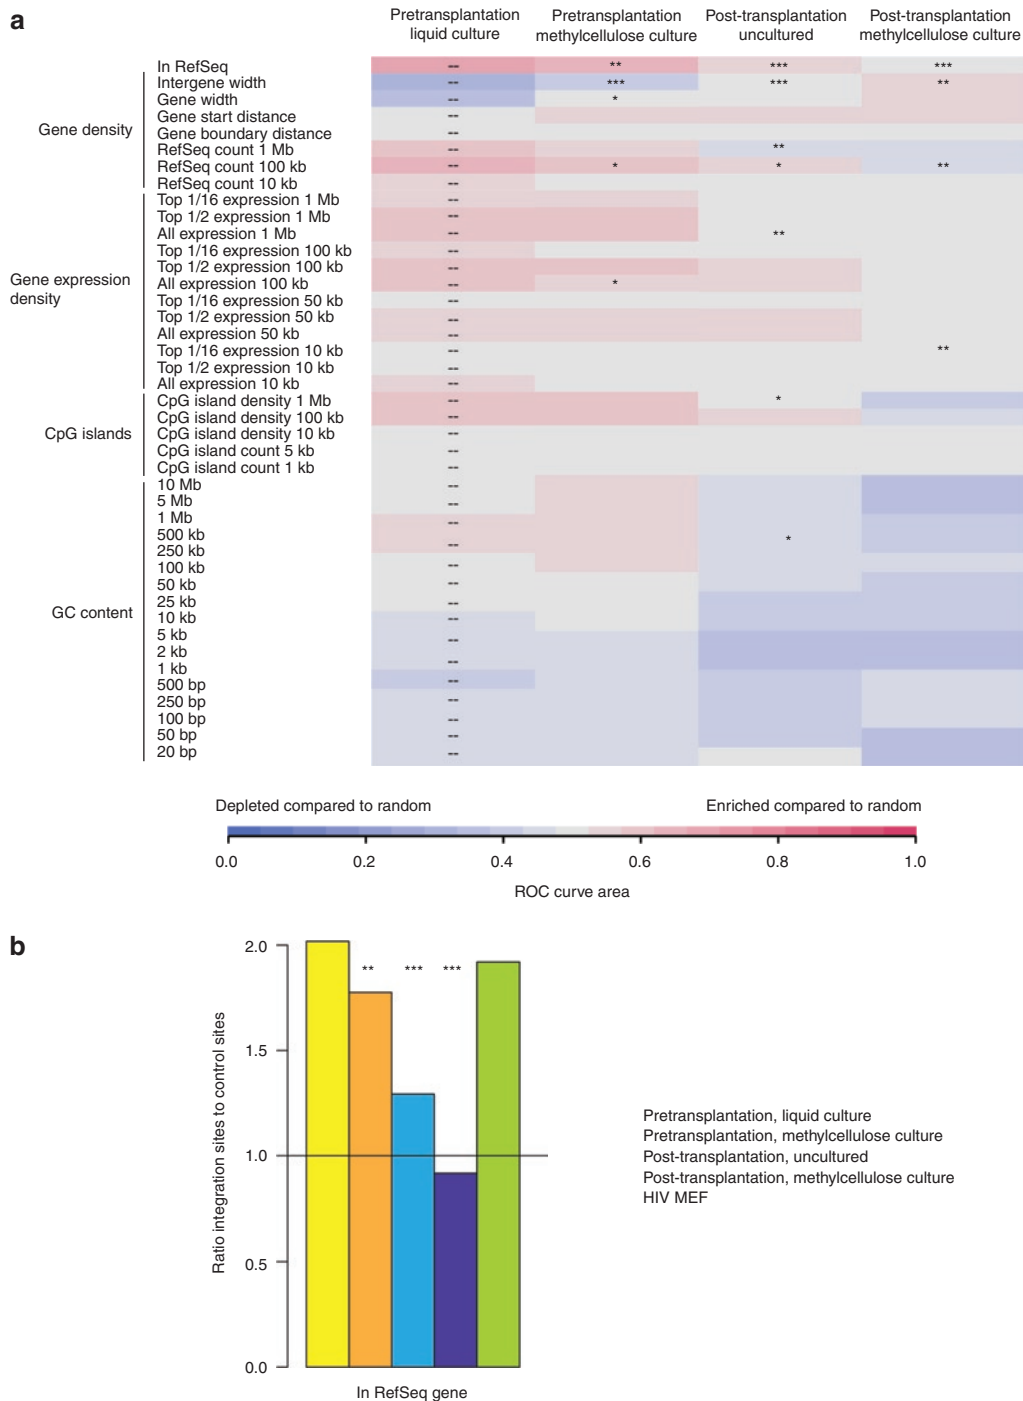 a
Pretransplantation
liquid culture
Pretransplantation
methylcellulose culture
Post-transplantation
uncultured
Post-transplantation
methylcellulose culture
In RefSeq -- ** *** ***
Intergene width -- *** *** **
Gene width -- *
Gene start distance --
Gene density
Gene boundary distance --
RefSeq count 1 Mb -- **
RefSeq count 100 kb -- * * **
RefSeq count 10 kb --
Top 1/16 expression 1 Mb --
Top 1/2 expression 1 Mb --
All expression 1 Mb -- **
Top 1/16 expression 100 kb --
Top 1/2 expression 100 kb --
Gene expression
density
All expression 100 kb -- *
Top 1/16 expression 50 kb --
Top 1/2 expression 50 kb --
All expression 50 kb --
Top 1/16 expression 10 kb -- **
Top 1/2 expression 10 kb --
All expression 10 kb --
CpG island density 1 Mb -- *
CpG island density 100 kb --
CpG islands
CpG island density 10 kb --
CpG island count 5 kb --
CpG island count 1 kb --
10 Mb --
5 Mb --
1 Mb --
500 kb *
250 kb --
100 kb --
50 kb --
25 kb --
GC content
10 kb --
5 kb --
2 kb
1 kb --
500 bp --
250 bp --
100 bp --
50 bp --
20 bp --
Depleted compared to random
Enriched compared to random
0.0 0.2 0.4 0.6 0.8 1.0
ROC curve area
b
Ratio integration sites to control sites
2.0
1.5
1.0
0.5
0.0
** *** ***
In RefSeq gene
Pretransplantation, liquid culture
Pretransplantation, methylcellulose culture
Post-transplantation, uncultured
Post-transplantation, methylcellulose culture
HIV MEF